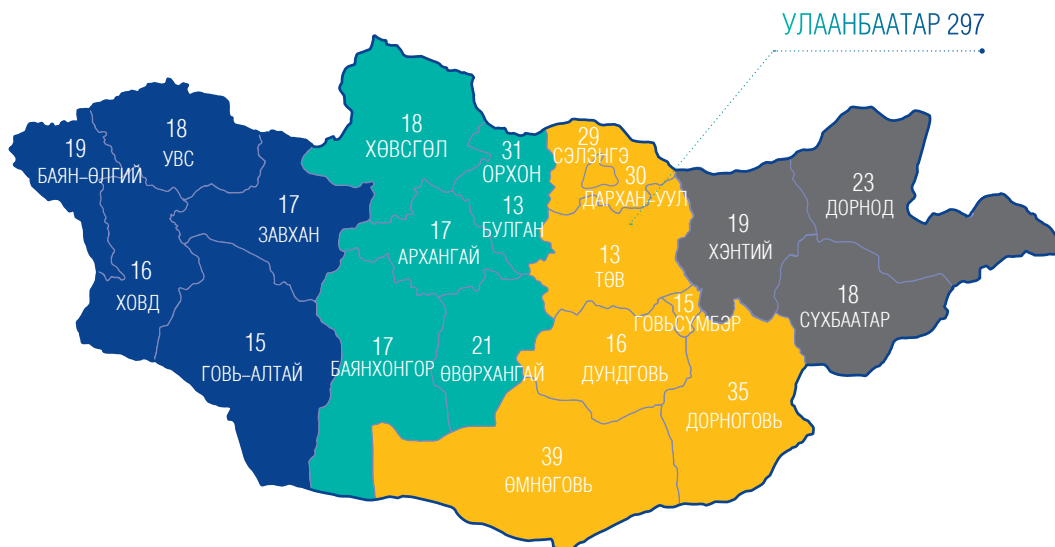 УЛААНБААТАР 297
19
БАЯН-ӨЛГИЙ
18
УВС
17
ЗАВХАН
16
ХОВД
15
ГОВЬ-АЛТАЙ
18
ХӨВСГӨЛ
31
ОРХОН
13
БУЛГАН
17
АРХАНГАЙ
17
БАЯНХОНГОР
21
ӨВӨРХАНГАЙ
29
СЭЛЭНГЭ
30
ДАРХАН-УУЛ
13
ТӨВ
15
ГОВЬСҮМБЭР
16
ДУНДГОВЬ
35
ДОРНОГОВЬ
39
ӨМНӨГОВЬ
19
ХЭНТИЙ
23
ДОРНОД
18
СҮХБААТАР